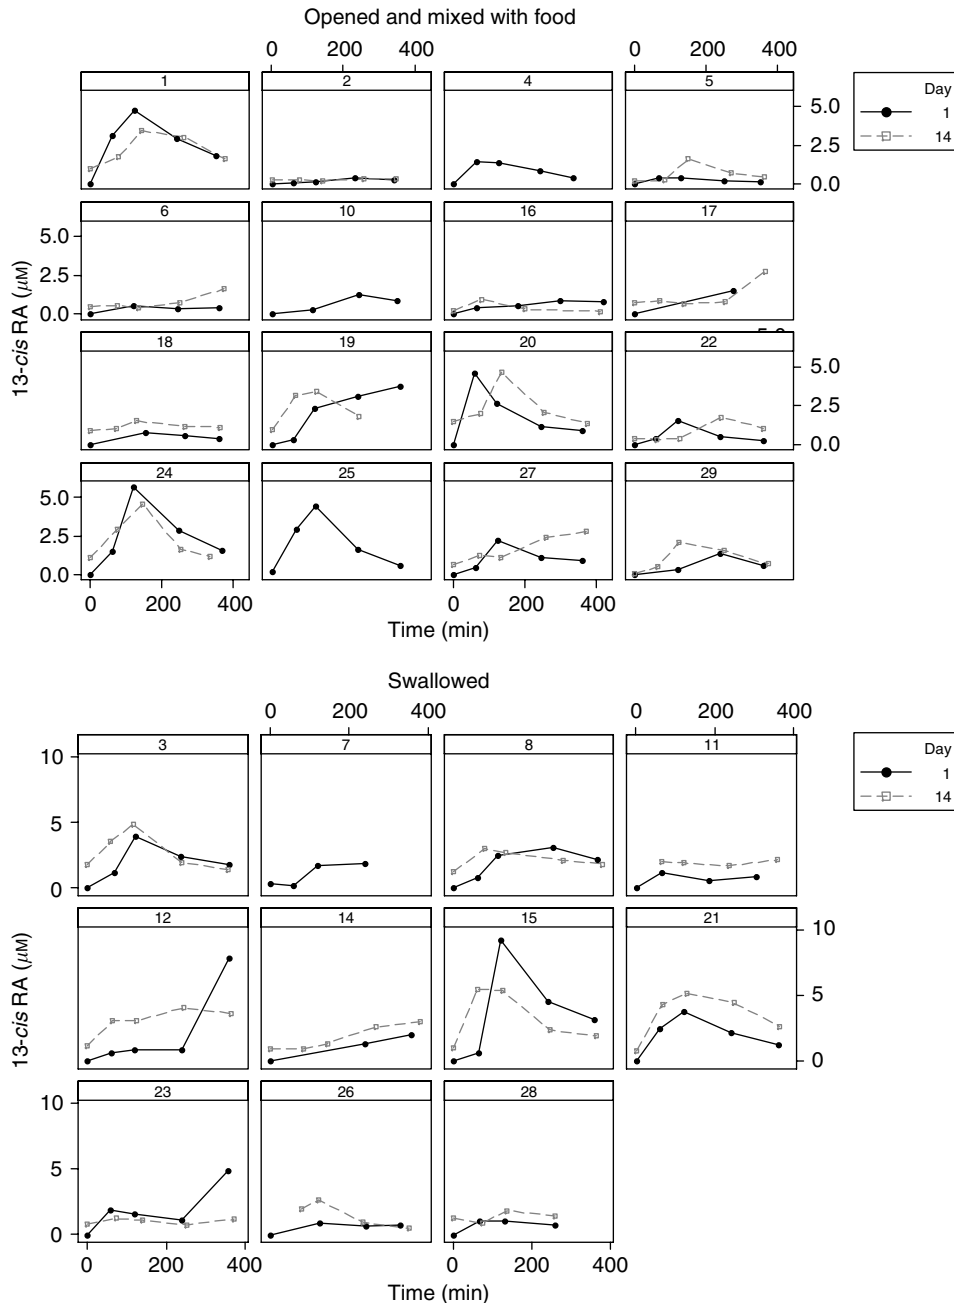 Opened and mixed with food
0 200 400 0 200 400
1 2 4 5
Day
1
14
5.0
2.5
0.0
6 10 16 17
5.0
2.5
0.0
13-cis RA (μM)
18 19 20 22
5.0
2.5
0.0
24 25 27 29
5.0
2.5
0.0
0 200 400 0 200 400
Time (min)
Swallowed
0 200 400 0 200 400
3 7 8 11
Day
1
14
10
5
0
12 14 15 21
10
5
0
13-cis RA (μM)
23 26 28
10
5
0
0 200 400 0 200 400
Time (min)